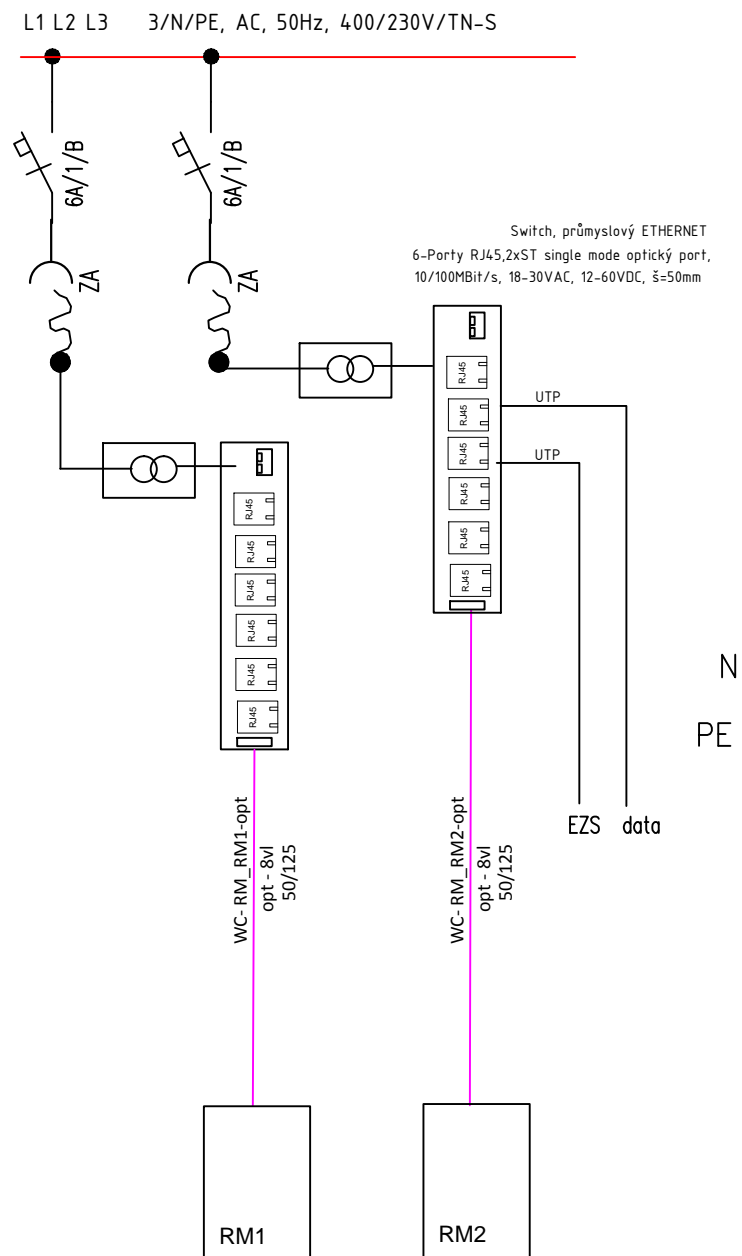 L1 L2 L3 3/N/PE, AC, 50Hz, 400/230V/TN-S
6A/1/B
6A/1/B
ZA
ZA
Switch, průmyslový ETHERNET
6-Porty RJ45,2xST single mode optický port,
10/100MBit/s, 18-30VAC, 12-60VDC, š=50mm
RJ45
RJ45
RJ45
RJ45
RJ45
RJ45
UTP
UTP
RJ45
RJ45
RJ45
RJ45
RJ45
RJ45
N
PE
EZS data
WC- RM_RM1-opt
opt - 8vl
50/125
WC- RM_RM2-opt
opt - 8vl
50/125
RM1
RM2